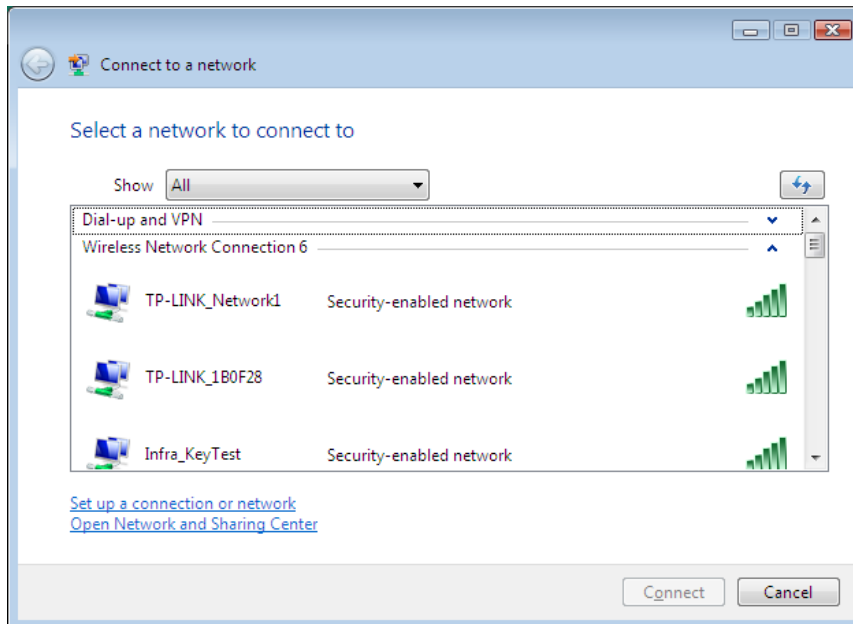 Connect to a network
Select a network to connect to
Show All
Dial-up and VPN
Wireless Network Connection 6
TP-LINK_Network1 Security-enabled network
TP-LINK_1B0F28 Security-enabled network
Infra_KeyTest Security-enabled network
Set up a connection or network
Open Network and Sharing Center
Connect Cancel